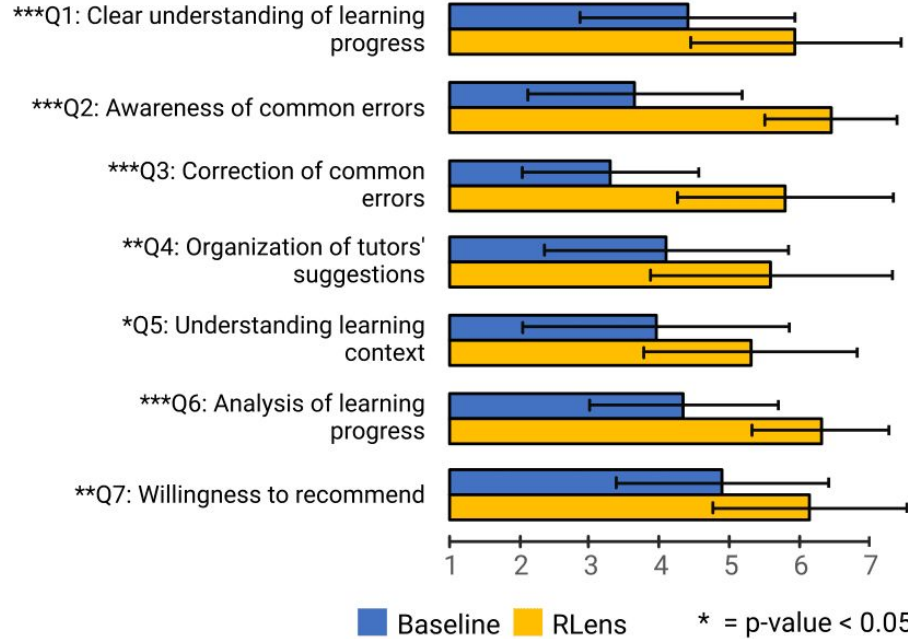 ***Q1: Clear understanding of learning
progress
***Q2: Awareness of common errors
***Q3: Correction of common
errors
**Q4: Organization of tutors'
suggestions
*Q5: Understanding learning
context
***Q6: Analysis of learning
progress
**Q7: Willingness to recommend
1 2 3 4 5 6 7
Baseline RLens * = p-value < 0.05